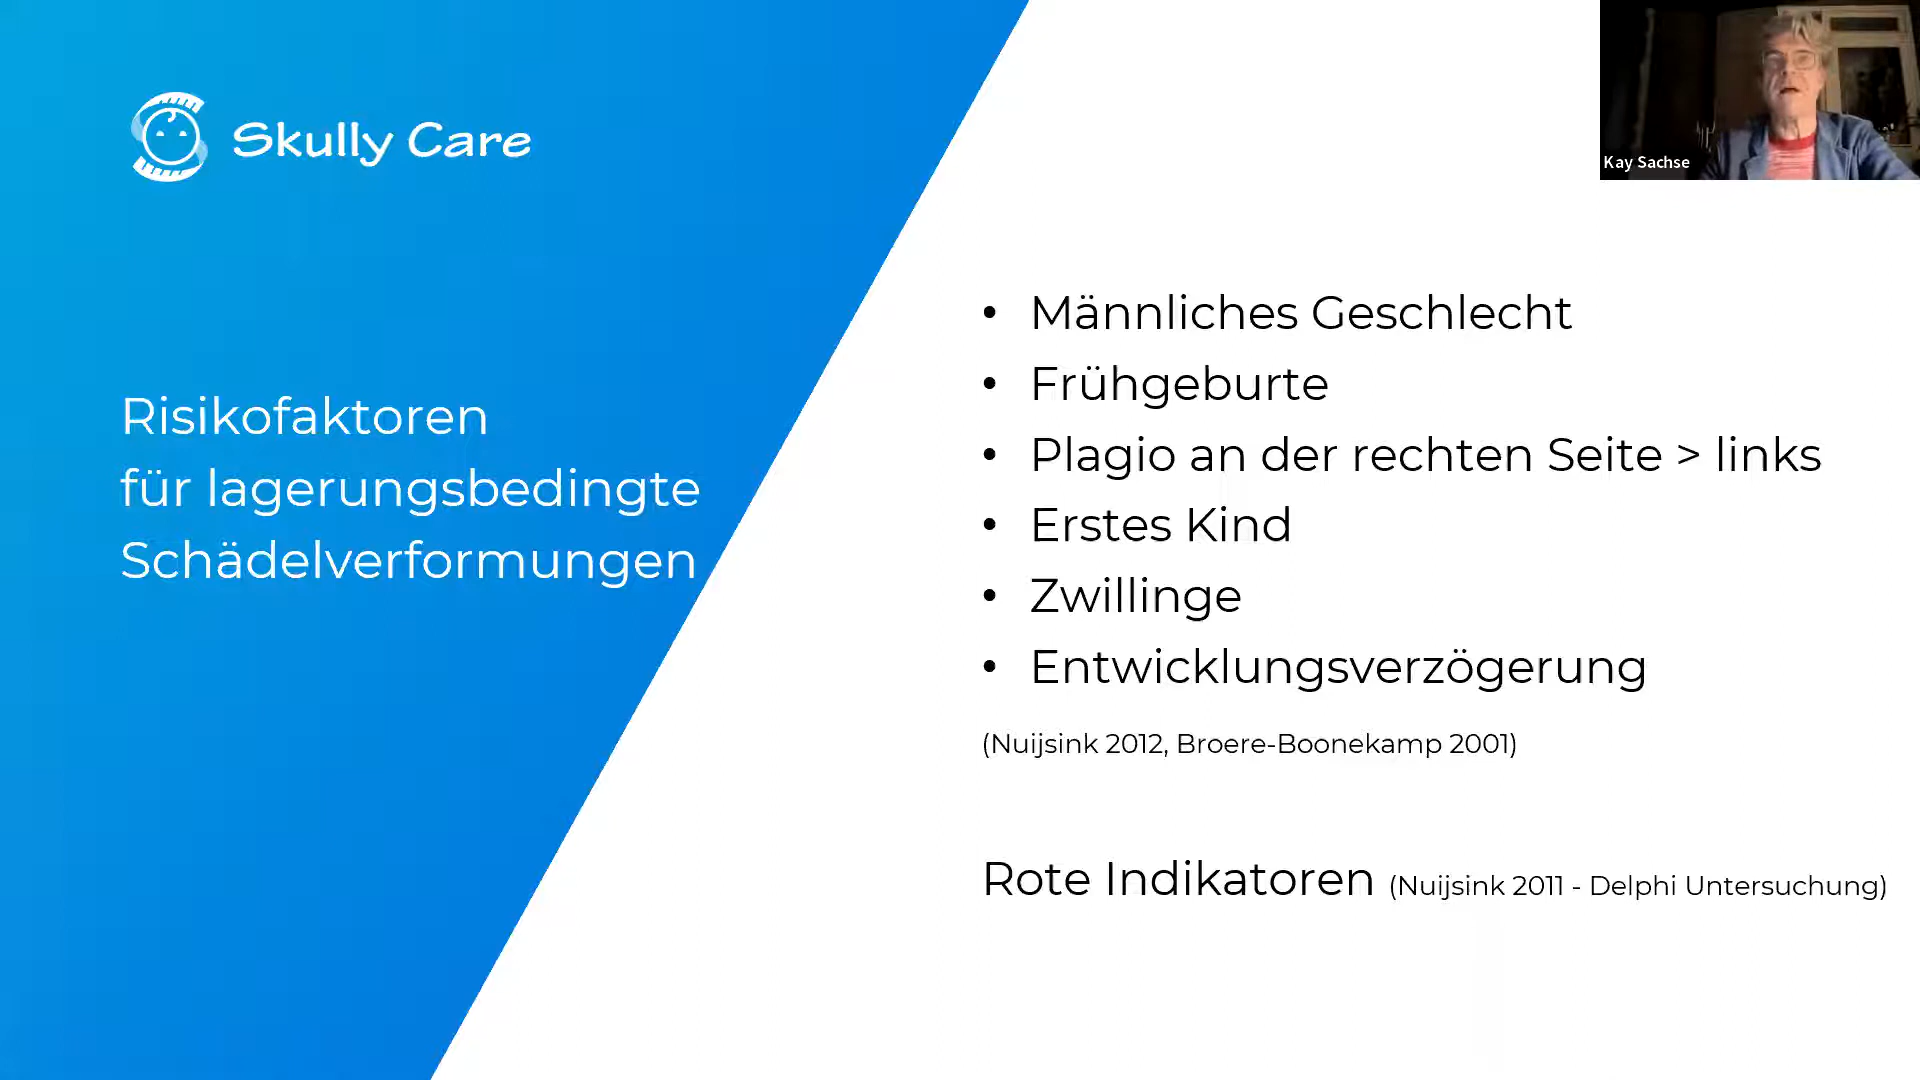 Skully Care
Kay Sachse
Risikofaktoren
für lagerungsbedingte
Schädelverformungen
• Männliches Geschlecht
• Frühgeburte
• Plagio an der rechten Seite > links
• Erstes Kind
• Zwillinge
• Entwicklungsverzögerung
(Nuijsink 2012, Broere-Boonekamp 2001)
Rote Indikatoren (Nuijsink 2011 - Delphi Untersuchung)